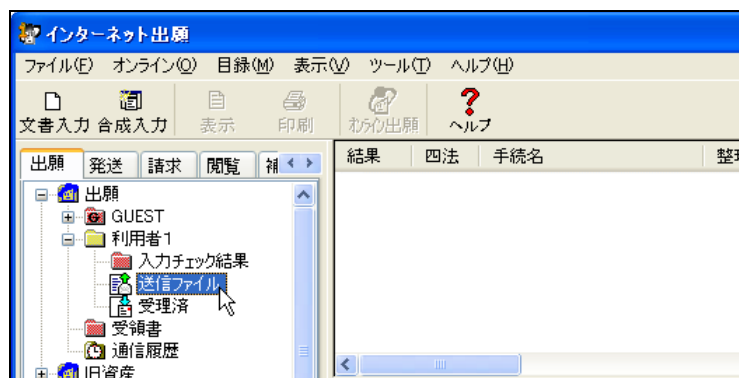 インターネット出願
ファイル(F) オンライン(O) 目録(M) 表示(V) ツール(T) ヘルプ(H)
文書入力 合成入力 表示 印刷 オンライン出願 ヘルプ
出願 発送 請求 閲覧 補
結果 四法 手続名 整理
出願
GUEST
利用者1
入力チェック結果
送信ファイル
受理済
受領書
通信履歴
旧資産